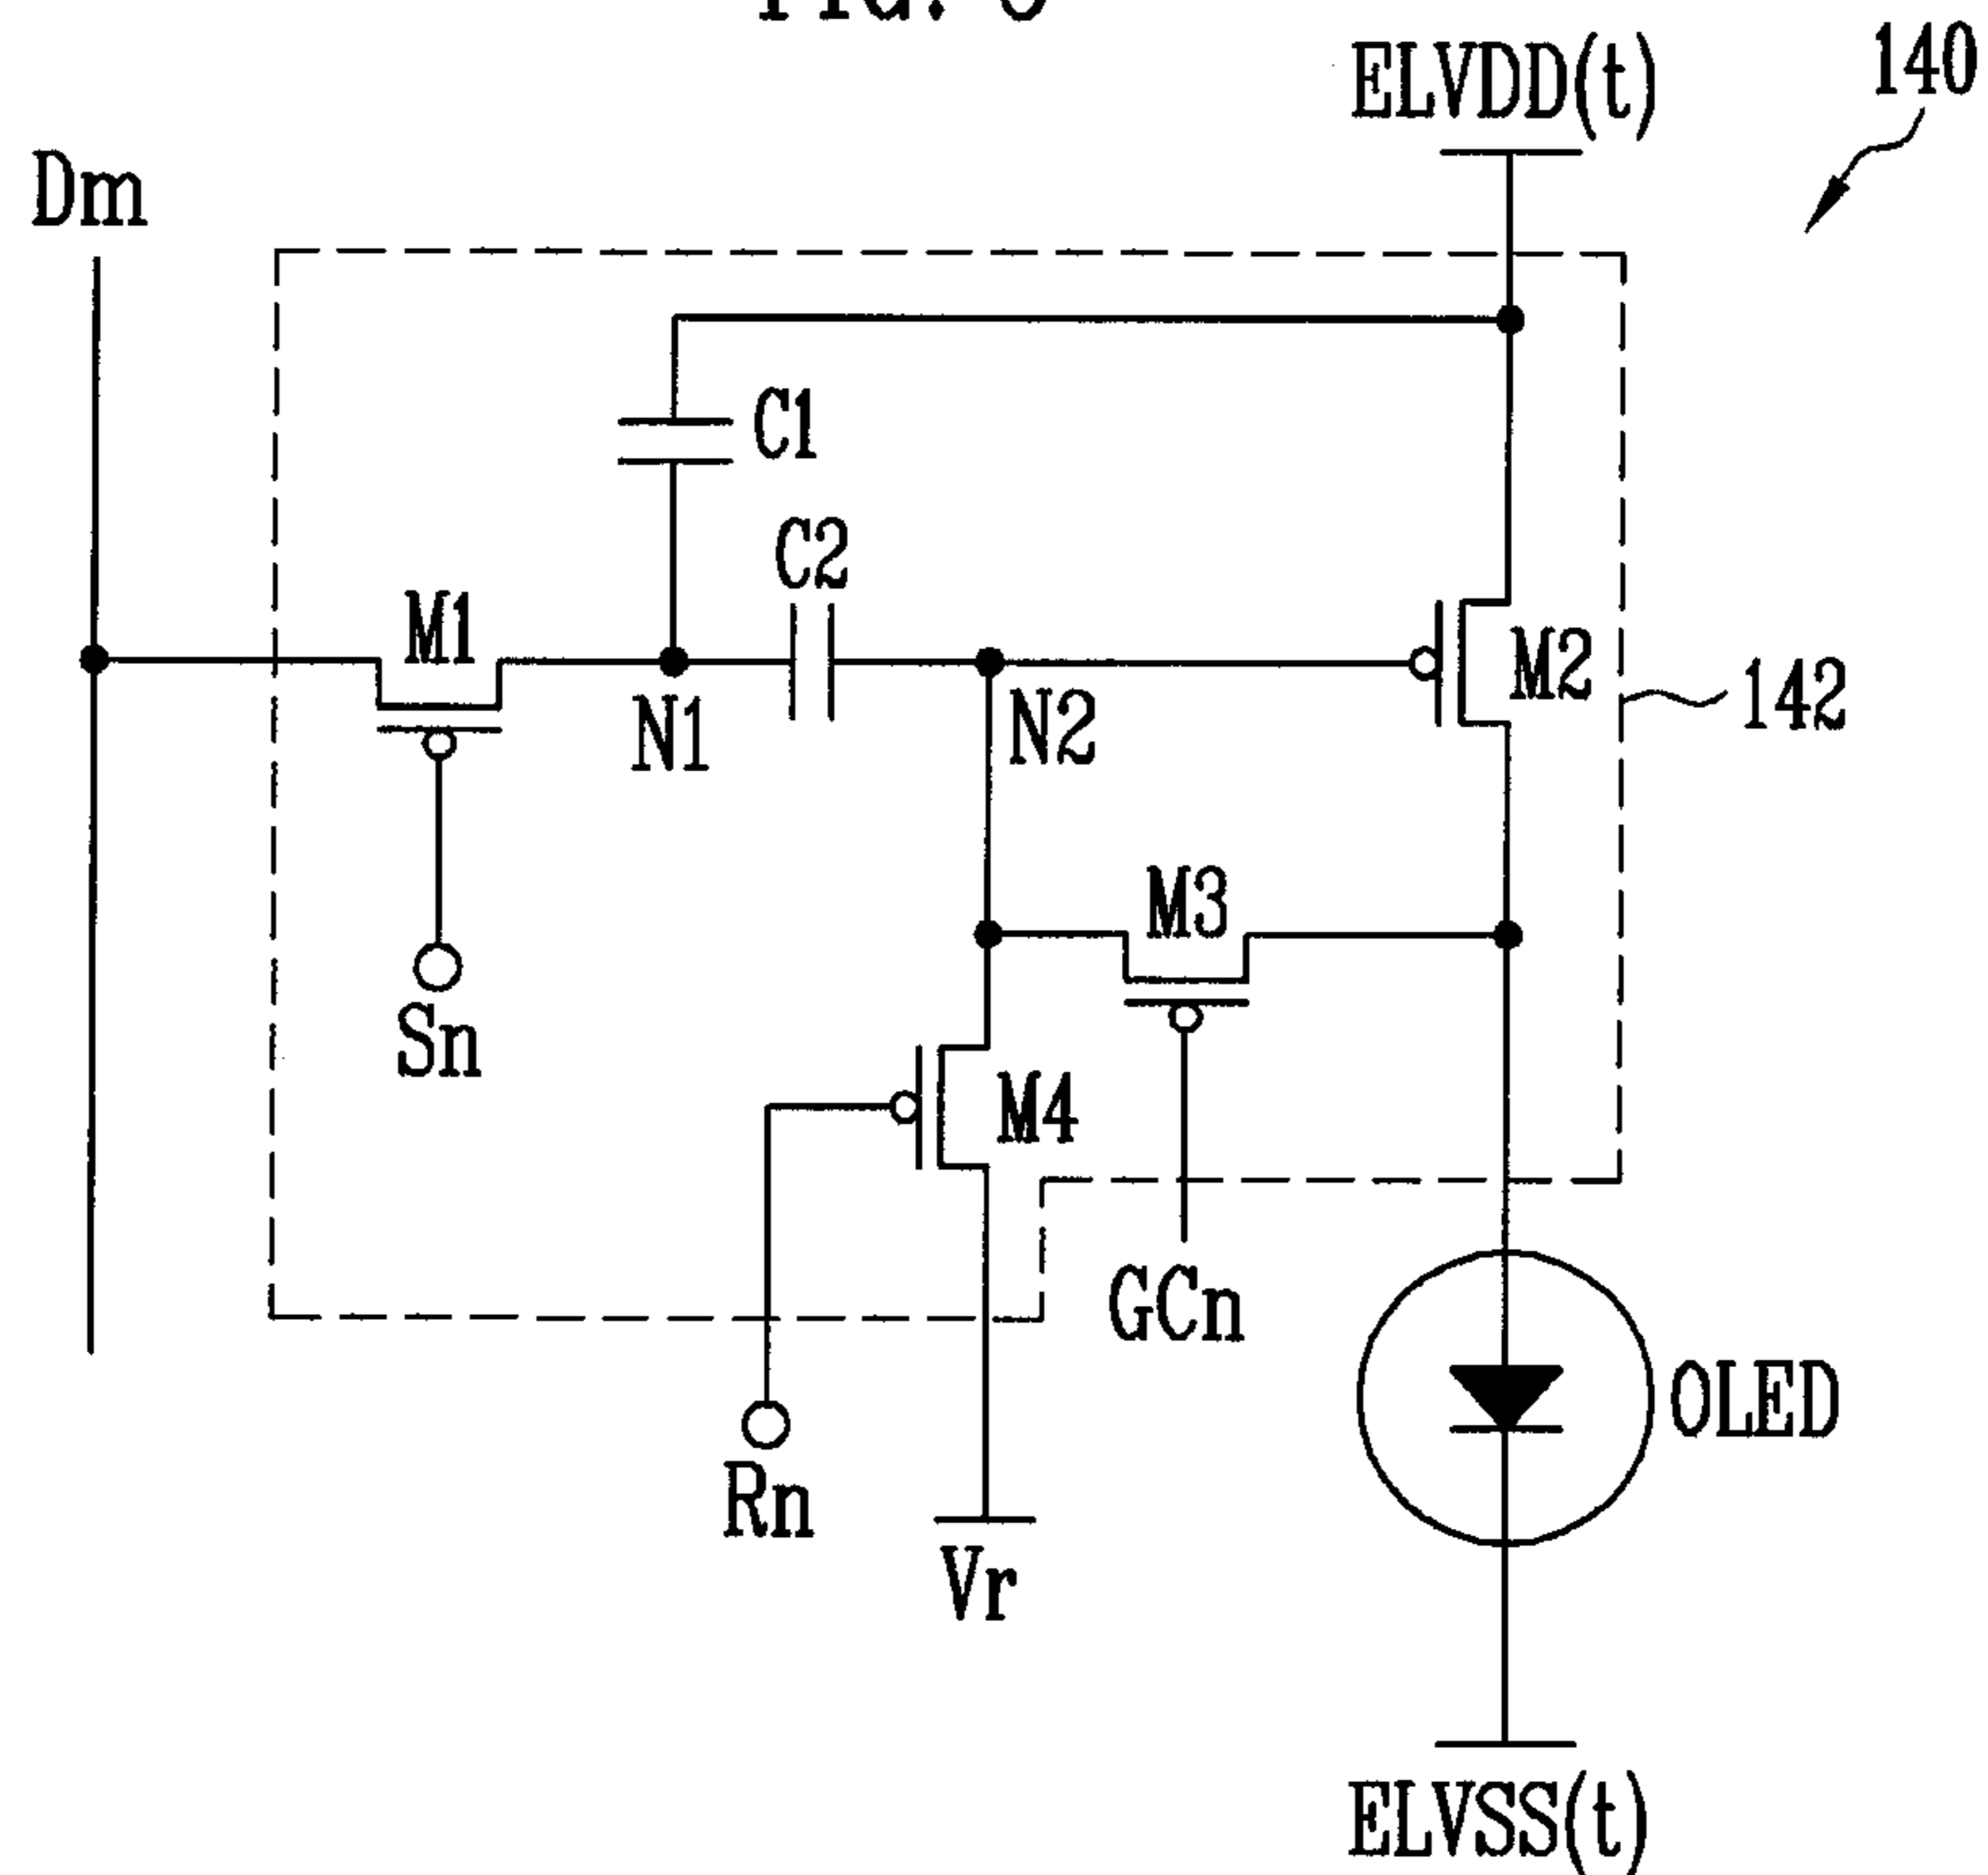 ELVDD(t)
140
Dm
C1
C2
M1
M2
N1
N2
142
M3
Sn
M4
GCn
OLED
Rn
Vr
ELVSS(t)